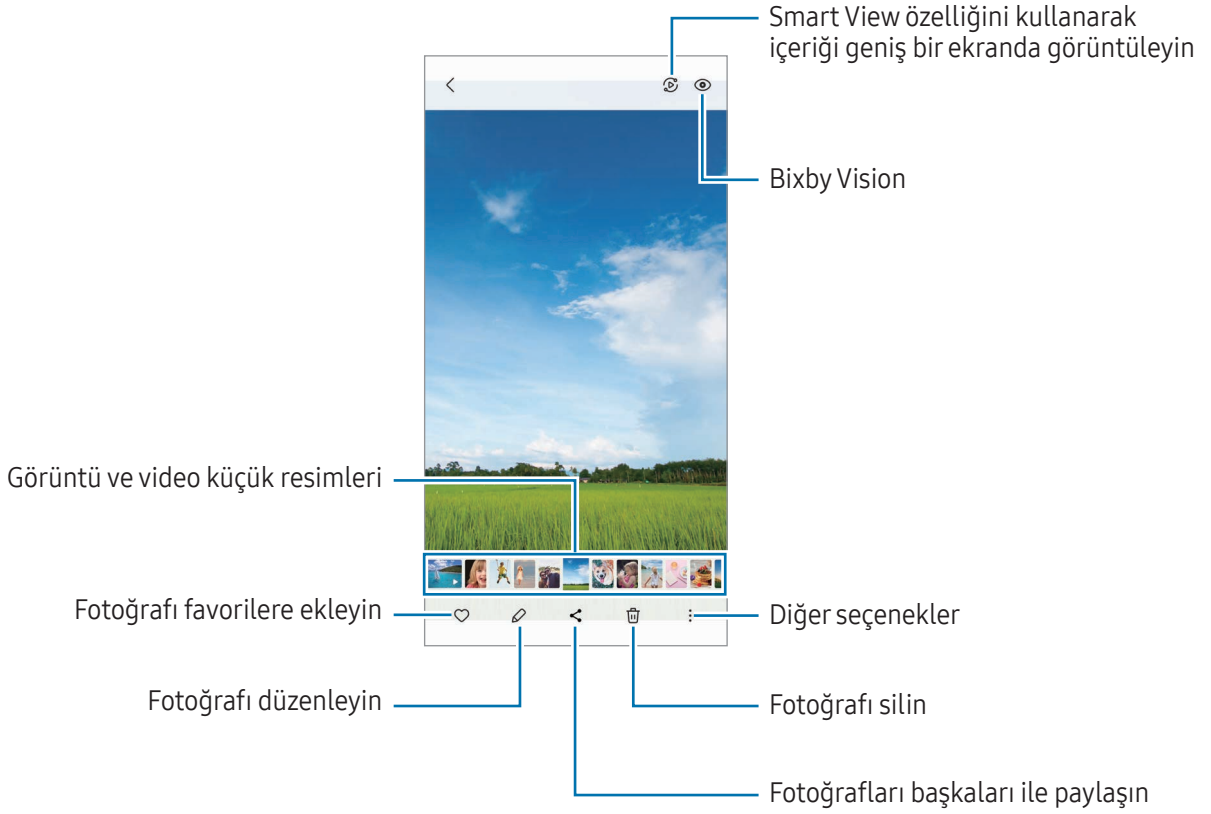 Smart View özelliğini kullanarak
içeriği geniş bir ekranda görüntüleyin
Bixby Vision
Görüntü ve video küçük resimleri
Fotoğrafı favorilere ekleyin
Diğer seçenekler
Fotoğrafı düzenleyin
Fotoğrafı silin
Fotoğrafları başkaları ile paylaşın